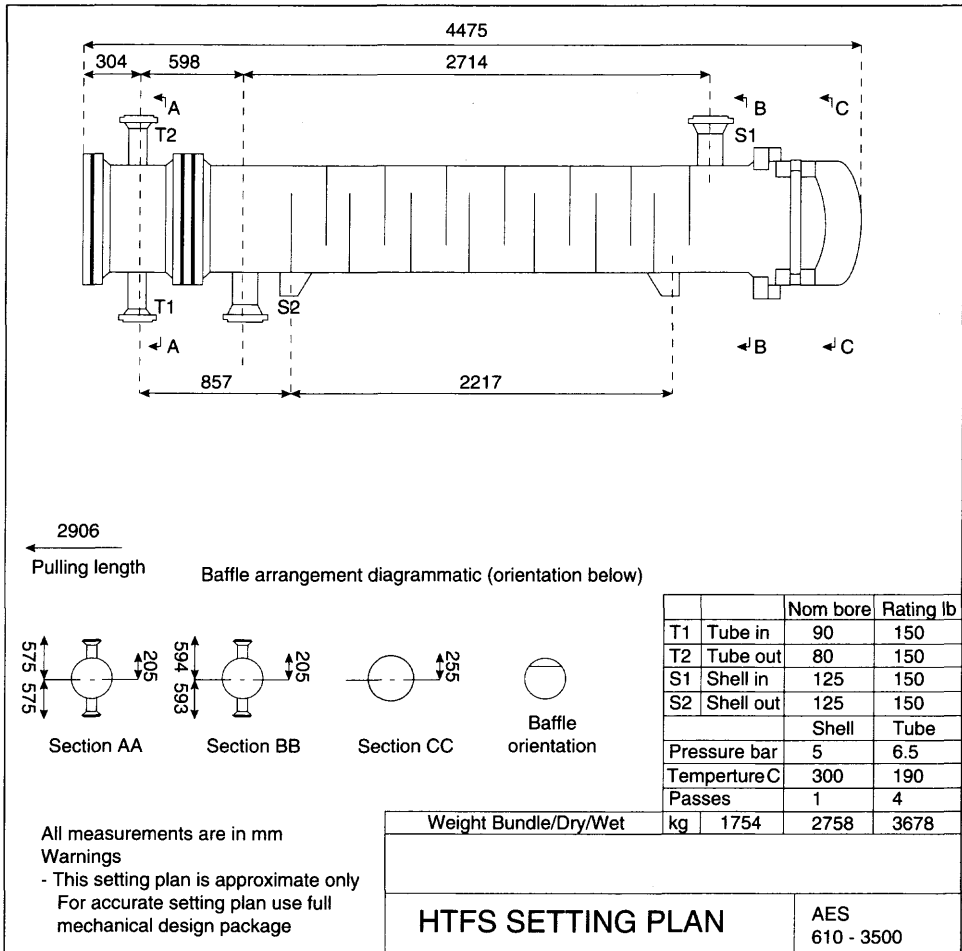 4475
304 598 2714
A B C
T2 S1
T1 S2
A B C
857 2217
2906
Pulling length
Baffle arrangement diagrammatic (orientation below)
575 575 205
594 593 205
255
Section AA
Section BB
Section CC
Baffle
orientation
Nom bore Rating lb
T1 Tube in 90 150
T2 Tube out 80 150
S1 Shell in 125 150
S2 Shell out 125 150
Shell Tube
Pressure bar 5 6.5
Temperture C 300 190
Passes 1 4
Weight Bundle/Dry/Wet kg 1754 2758 3678
All measurements are in mm
Warnings
- This setting plan is approximate only
For accurate setting plan use full
mechanical design package
HTFS SETTING PLAN
AES
610 - 3500